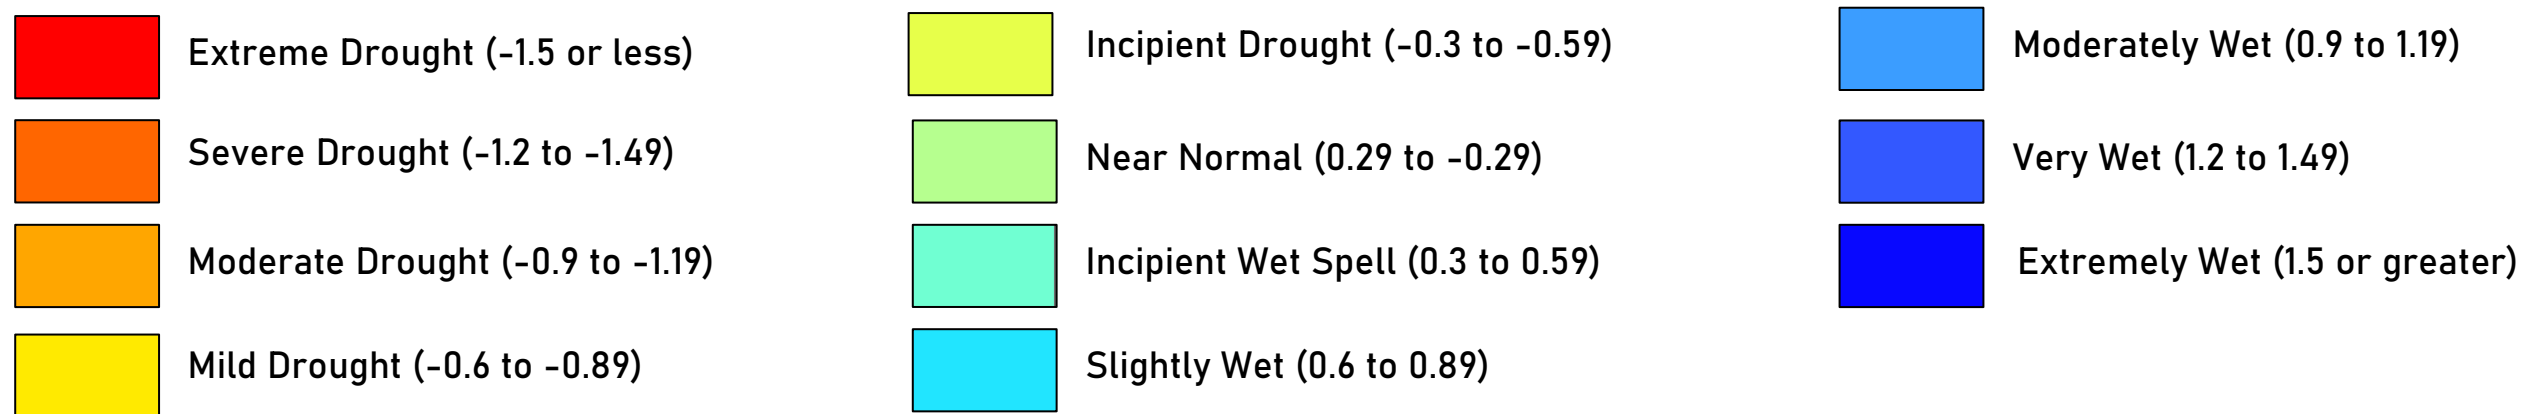 Extreme Drought (-1.5 or less)
Severe Drought (-1.2 to -1.49)
Moderate Drought (-0.9 to -1.19)
Mild Drought (-0.6 to -0.89)
Incipient Drought (-0.3 to -0.59)
Near Normal (0.29 to -0.29)
Incipient Wet Spell (0.3 to 0.59)
Slightly Wet (0.6 to 0.89)
Moderately Wet (0.9 to 1.19)
Very Wet (1.2 to 1.49)
Extremely Wet (1.5 or greater)